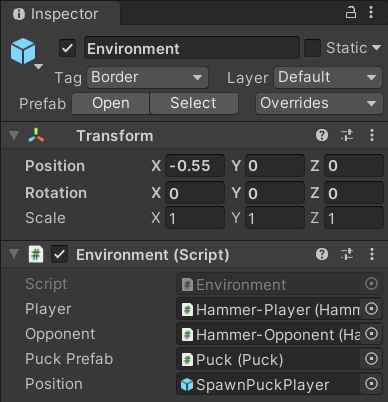 Inspector
Environment Static
Tag Border Layer Default
Prefab Open Select Overrides
Transform
Position X -0.55 Y 0 Z 0
Rotation X 0 Y 0 Z 0
Scale X 1 Y 1 Z 1
Environment (Script)
Script Environment
Player Hammer-Player (Hamm
Opponent Hammer-Opponent (Ha
Puck Prefab Puck (Puck)
Position SpawnPuckPlayer